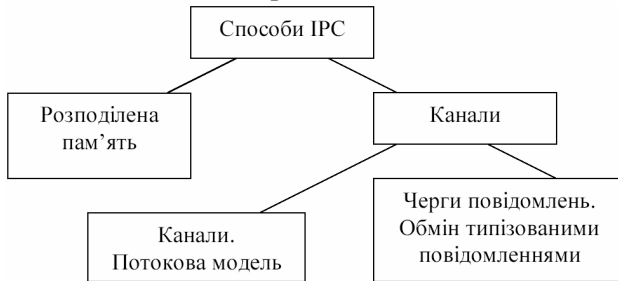 Способи IPC
Розподілена
пам’ять
Канали
Канали.
Потокова модель
Черги повідомлень.
Обмін типізованими
повідомленнями